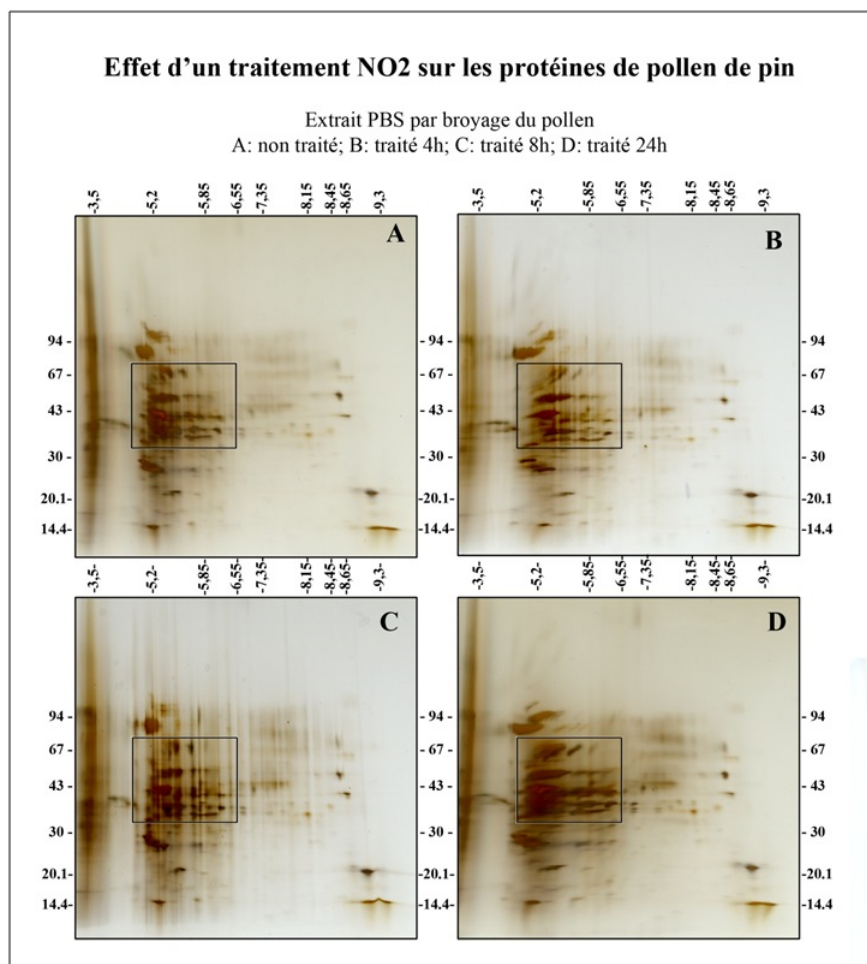 Effet d'un traitement NO2 sur les protéines de pollen de pin
Extrait PBS par broyage du pollen
A: non traité; B: traité 4h; C: traité 8h; D: traité 24h
-3,5 -5,2 -5,85 -6,55 -7,35 -8,15 -8,45 -8,65 -9,3
-3,5 -5,2 -5,85 -6,55 -7,35 -8,15 -8,45 -8,65 -9,3
A
B
94 - - 94 - - 94
67 - - 67 - - 67
43 - - 43 - - 43
30 - - 30 - - 30
20.1- -20.1- -20.1
14.4- -14.4- -14.4
-3,5- -5,2- -5,85- -6,55- -7,35- -8,15- -8,45- -8,65- -9,3-
-3,5- -5,2- -5,85- -6,55- -7,35- -8,15- -8,45- -8,65- -9,3-
C
D
94 - - 94 - - 94
67 - - 67 - - 67
43 - - 43 - - 43
30 - - 30 - - 30
20.1- -20.1- -20.1
14.4- -14.4- -14.4